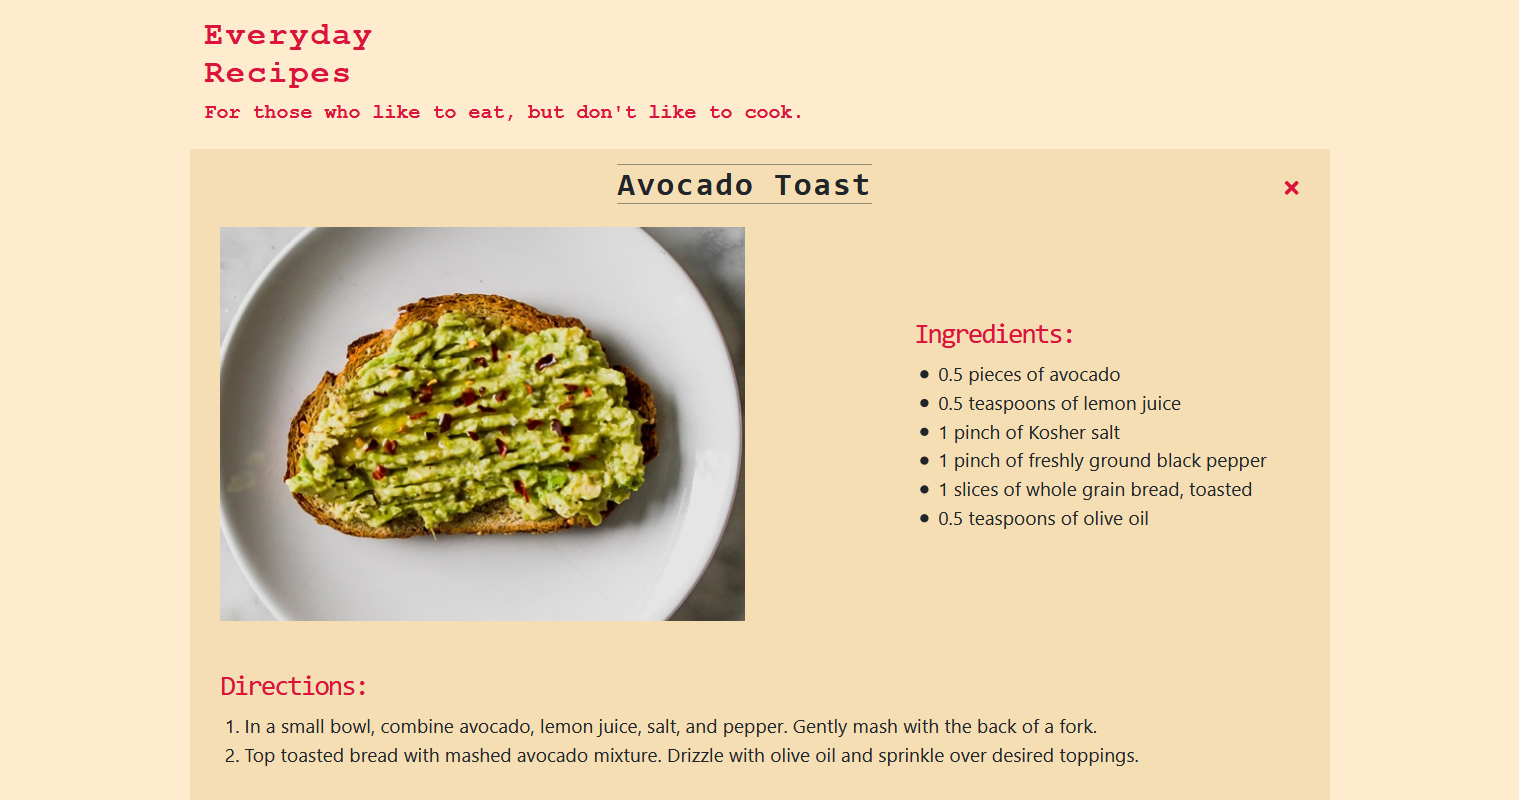 Everyday
Recipes
For those who like to eat, but don't like to cook.
Avocado Toast
Ingredients:
0.5 pieces of avocado
0.5 teaspoons of lemon juice
1 pinch of Kosher salt
1 pinch of freshly ground black pepper
1 slices of whole grain bread, toasted
0.5 teaspoons of olive oil
Directions:
1. In a small bowl, combine avocado, lemon juice, salt, and pepper. Gently mash with the back of a fork.
2. Top toasted bread with mashed avocado mixture. Drizzle with olive oil and sprinkle over desired toppings.